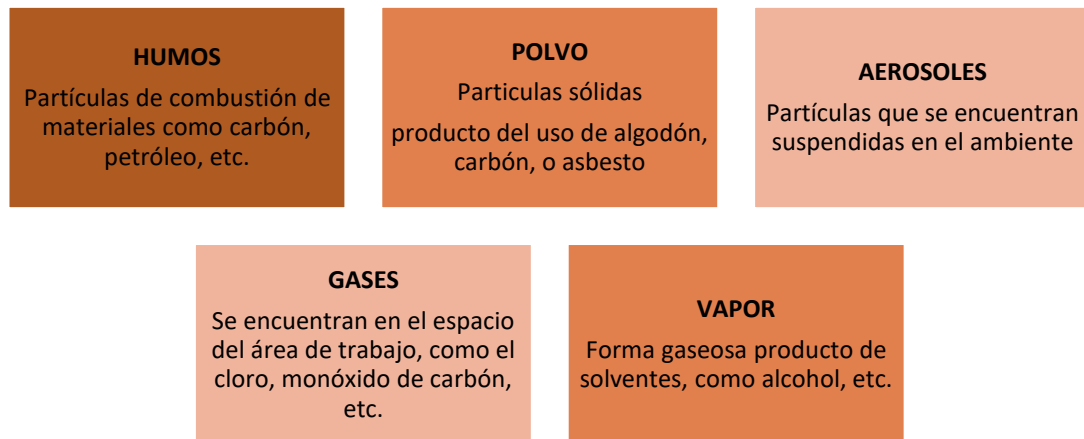 HUMOS
Partículas de combustión de
materiales como carbón,
petróleo, etc.
POLVO
Particulas sólidas
producto del uso de algodón,
carbón, o asbesto
AEROSOLES
Partículas que se encuentran
suspendidas en el ambiente
GASES
Se encuentran en el espacio
del área de trabajo, como el
cloro, monóxido de carbón,
etc.
VAPOR
Forma gaseosa producto de
solventes, como alcohol, etc.